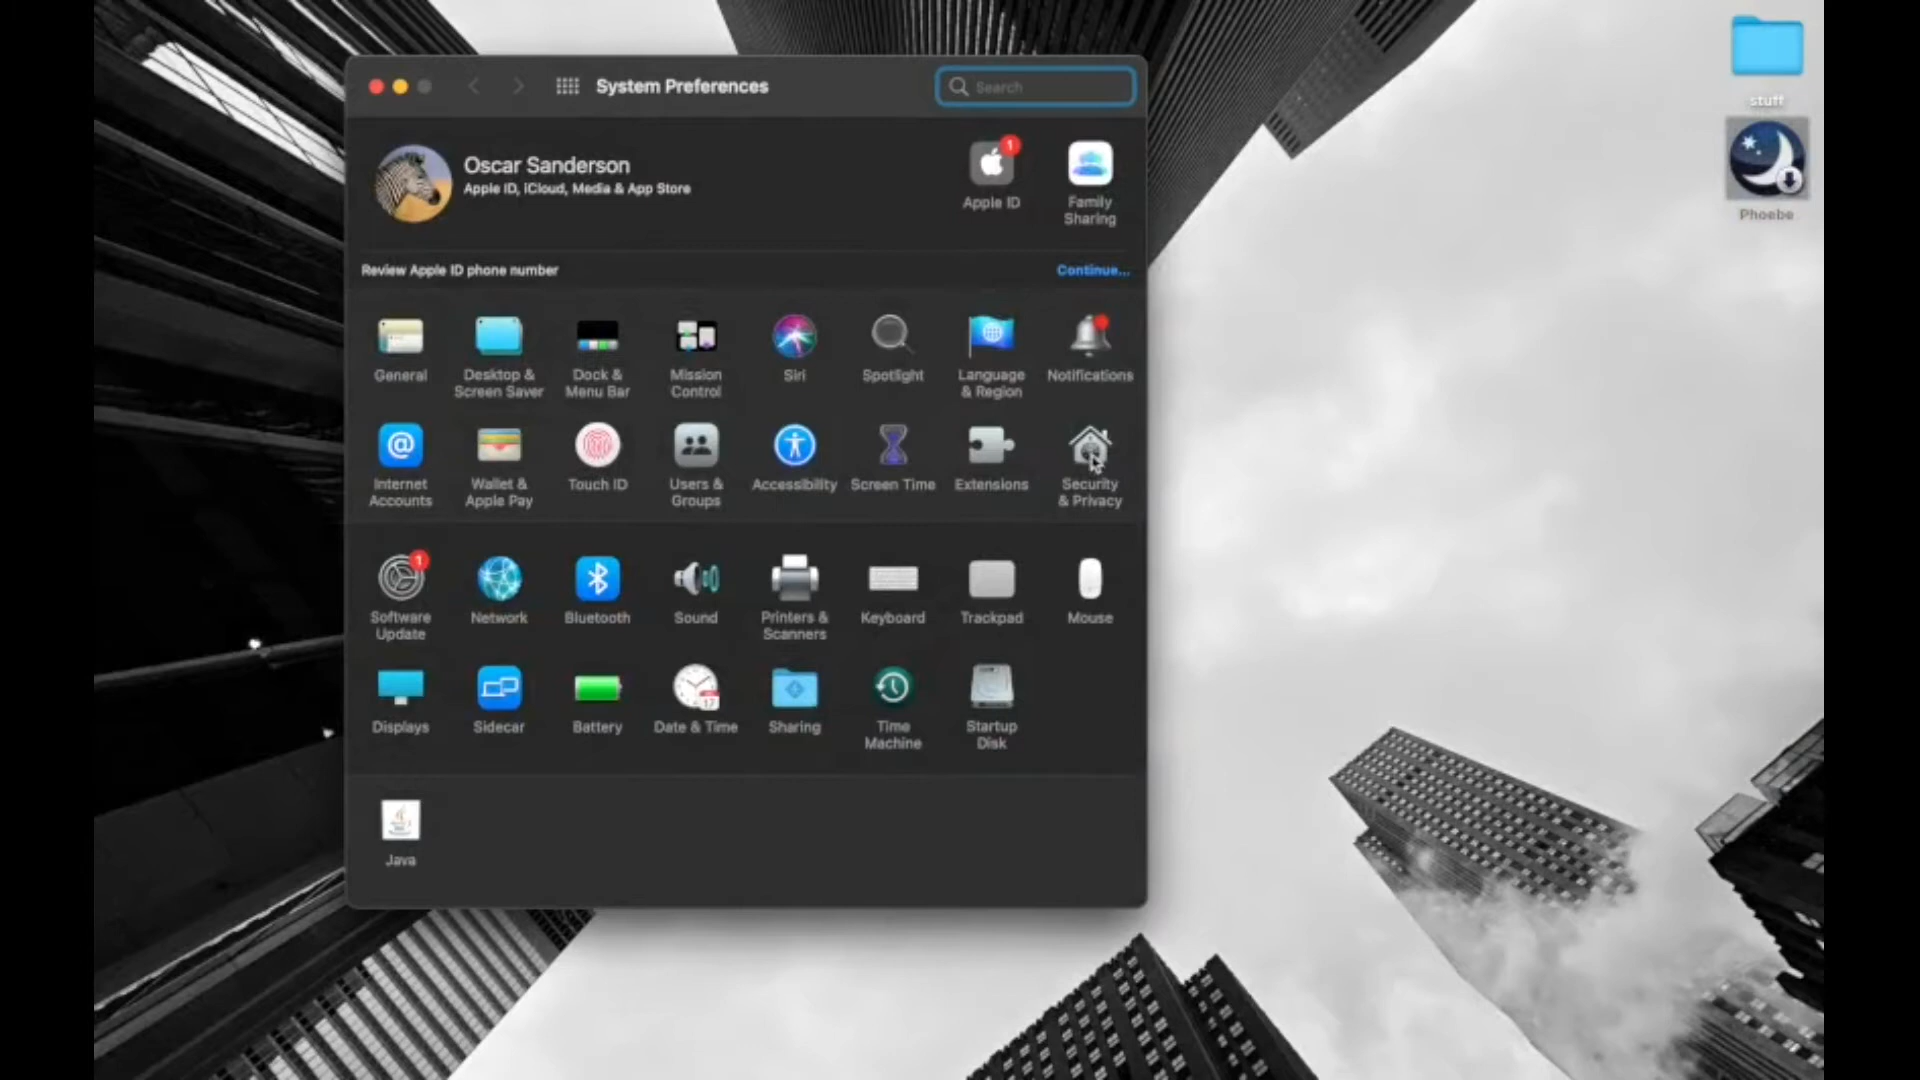 System Preferences
Search
stuff
Phoebe
Oscar Sanderson
Apple ID, iCloud, Media & App Store
1
Apple ID
Family
Sharing
Review Apple ID phone number
Continue...
General
Desktop &
Screen Saver
Dock &
Menu Bar
Mission
Control
Siri
Spotlight
Language
& Region
Notifications
@
Internet
Accounts
Wallet &
Apple Pay
Touch ID
Users &
Groups
Accessibility
Screen Time
Extensions
Security
& Privacy
1
Software
Update
Network
Bluetooth
Sound
Printers &
Scanners
Keyboard
Trackpad
Mouse
Displays
Sidecar
Battery
17
Date & Time
Sharing
Time
Machine
Startup
Disk
Java